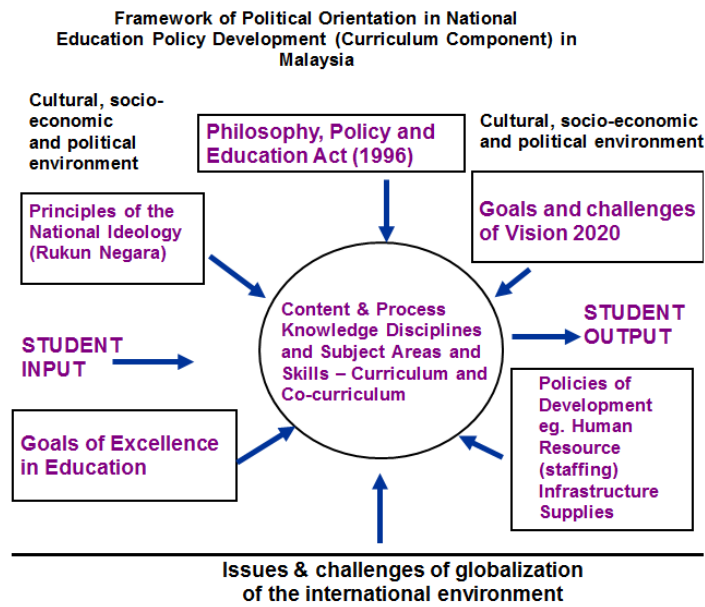 Framework of Political Orientation in National
Education Policy Development (Curriculum Component) in
Malaysia
Cultural, socio-
economic
and political
environment
Philosophy, Policy and
Education Act (1996)
Cultural, socio-economic
and political environment
Principles of the
National Ideology
(Rukun Negara)
Goals and challenges
of Vision 2020
Content & Process
Knowledge Disciplines
and Subject Areas and
Skills – Curriculum and
Co-curriculum
STUDENT
INPUT
STUDENT
OUTPUT
Goals of Excellence
in Education
Policies of
Development
eg. Human
Resource
(staffing)
Infrastructure
Supplies
Issues & challenges of globalization
of the international environment